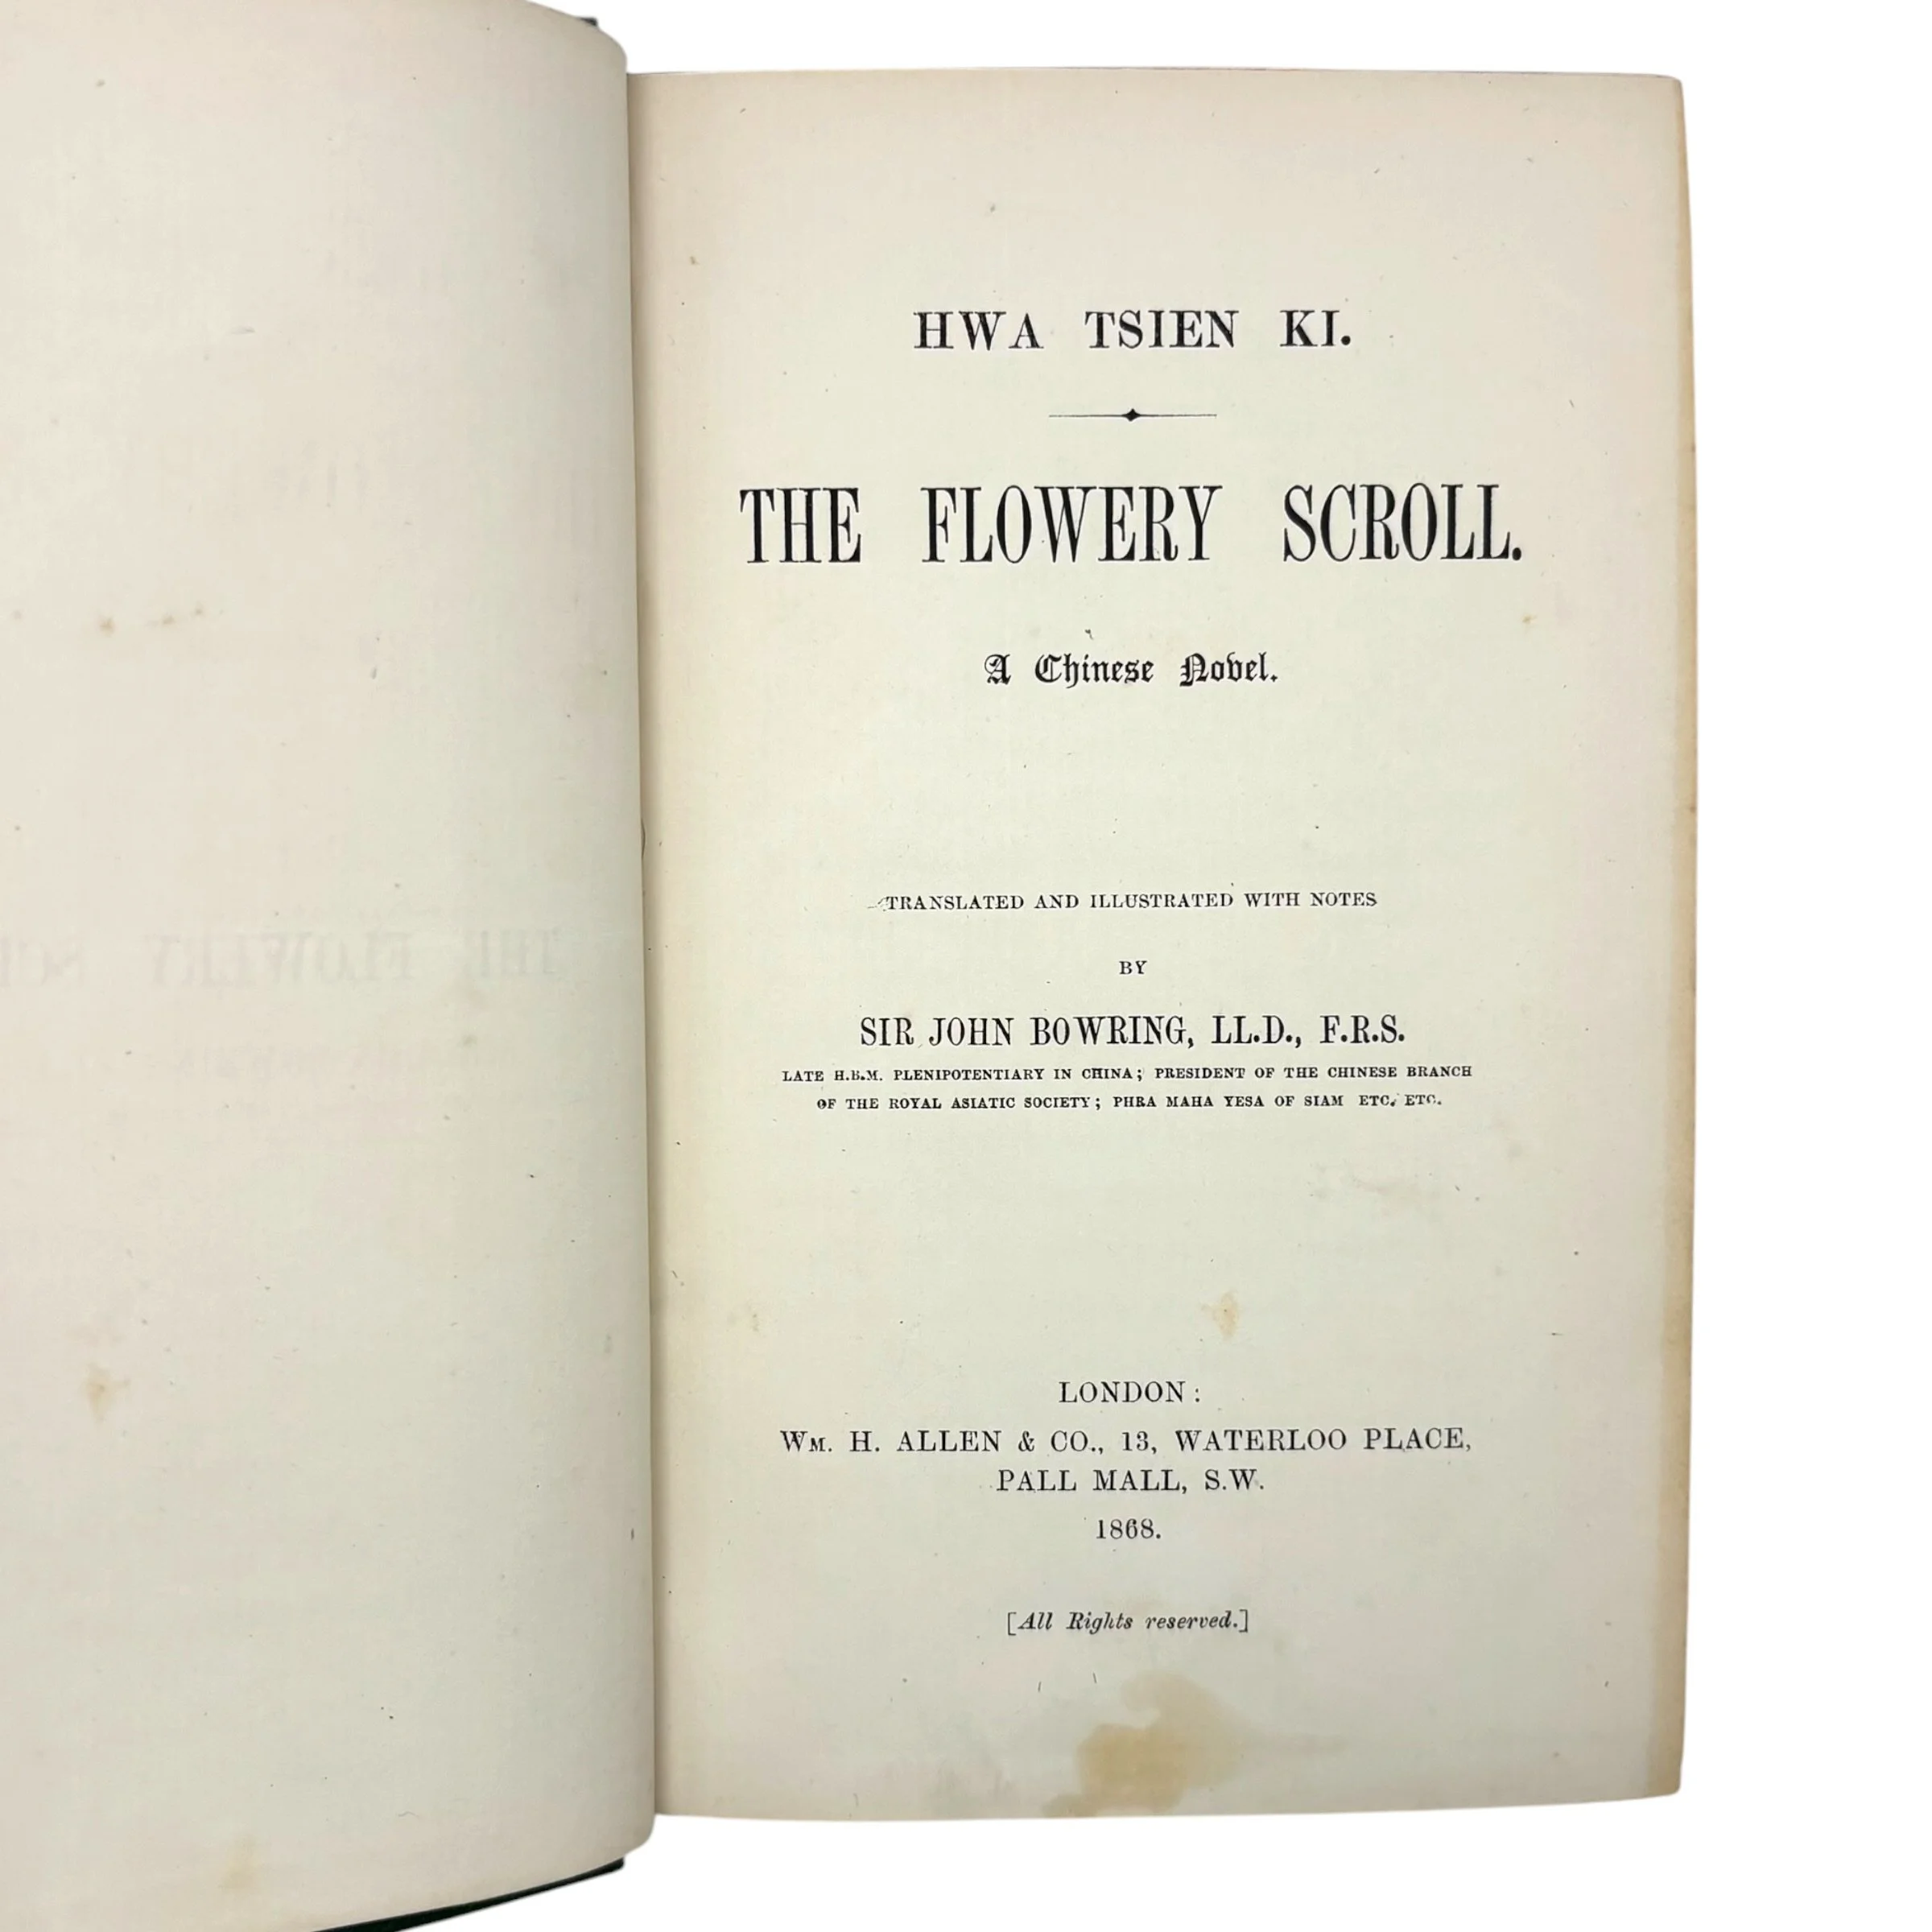 HWA TSIEN KI.
THE FLOWERY SCROLL.
A Chinese Novel.
TRANSLATED AND ILLUSTRATED WITH NOTES
BY
SIR JOHN BOWRING, LL.D., F.R.S.
LATE H.B.M. PLENIPOTENTIARY IN CHINA; PRESIDENT OF THE CHINESE BRANCH
OF THE ROYAL ASIATIC SOCIETY; PHRA MAHA YESA OF SIAM ETC. ETC.
LONDON:
WM. H. ALLEN & CO., 13, WATERLOO PLACE,
PALL MALL, S.W.
1868.
[All Rights reserved.]